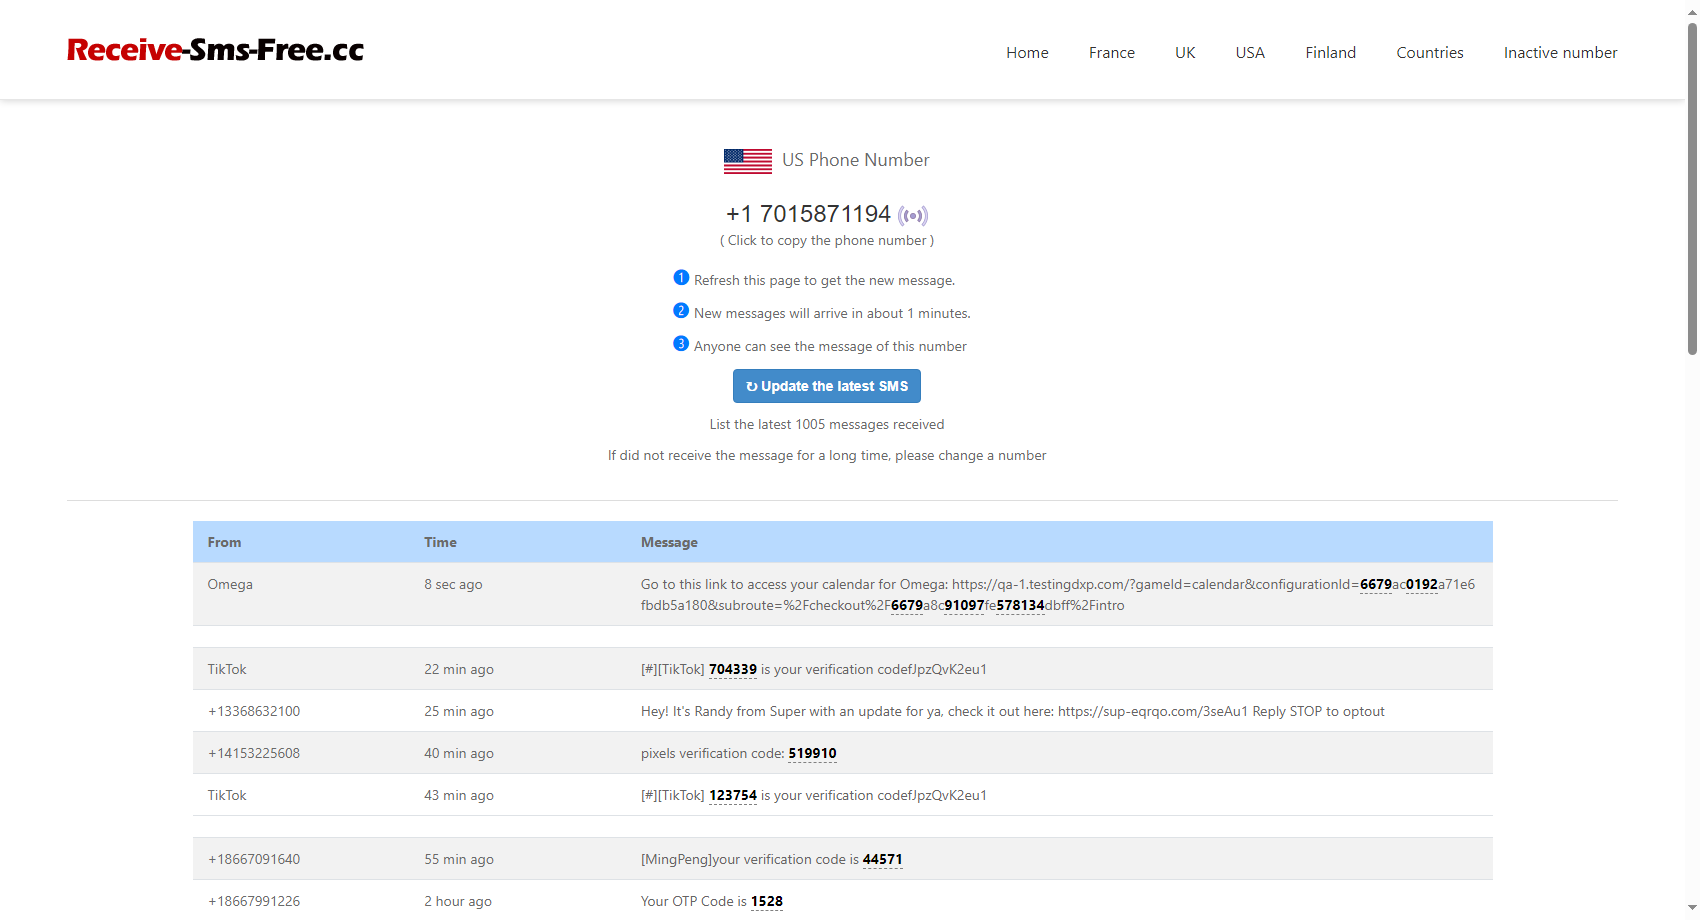 Receive-Sms-Free.cc
Home France UK USA Finland Countries Inactive number
US Phone Number
+1 7015871194
( Click to copy the phone number )
1 Refresh this page to get the new message.
2 New messages will arrive in about 1 minutes.
3 Anyone can see the message of this number
↻ Update the latest SMS
List the latest 1005 messages received
If did not receive the message for a long time, please change a number
From Time Message
Omega 8 sec ago Go to this link to access your calendar for Omega: https://qa-1.testingdxp.com/?gameId=calendar&configurationId=6679ac0192a71e6
fbdb5a180&subroute=%2Fcheckout%2F6679a8c91097fe578134dbff%2Fintro
TikTok 22 min ago [#][TikTok] 704339 is your verification codefJpzQvK2eu1
+13368632100 25 min ago Hey! It's Randy from Super with an update for ya, check it out here: https://sup-eqrqo.com/3seAu1 Reply STOP to optout
+14153225608 40 min ago pixels verification code: 519910
TikTok 43 min ago [#][TikTok] 123754 is your verification codefJpzQvK2eu1
+18667091640 55 min ago [MingPeng]your verification code is 44571
+18667991226 2 hour ago Your OTP Code is 1528